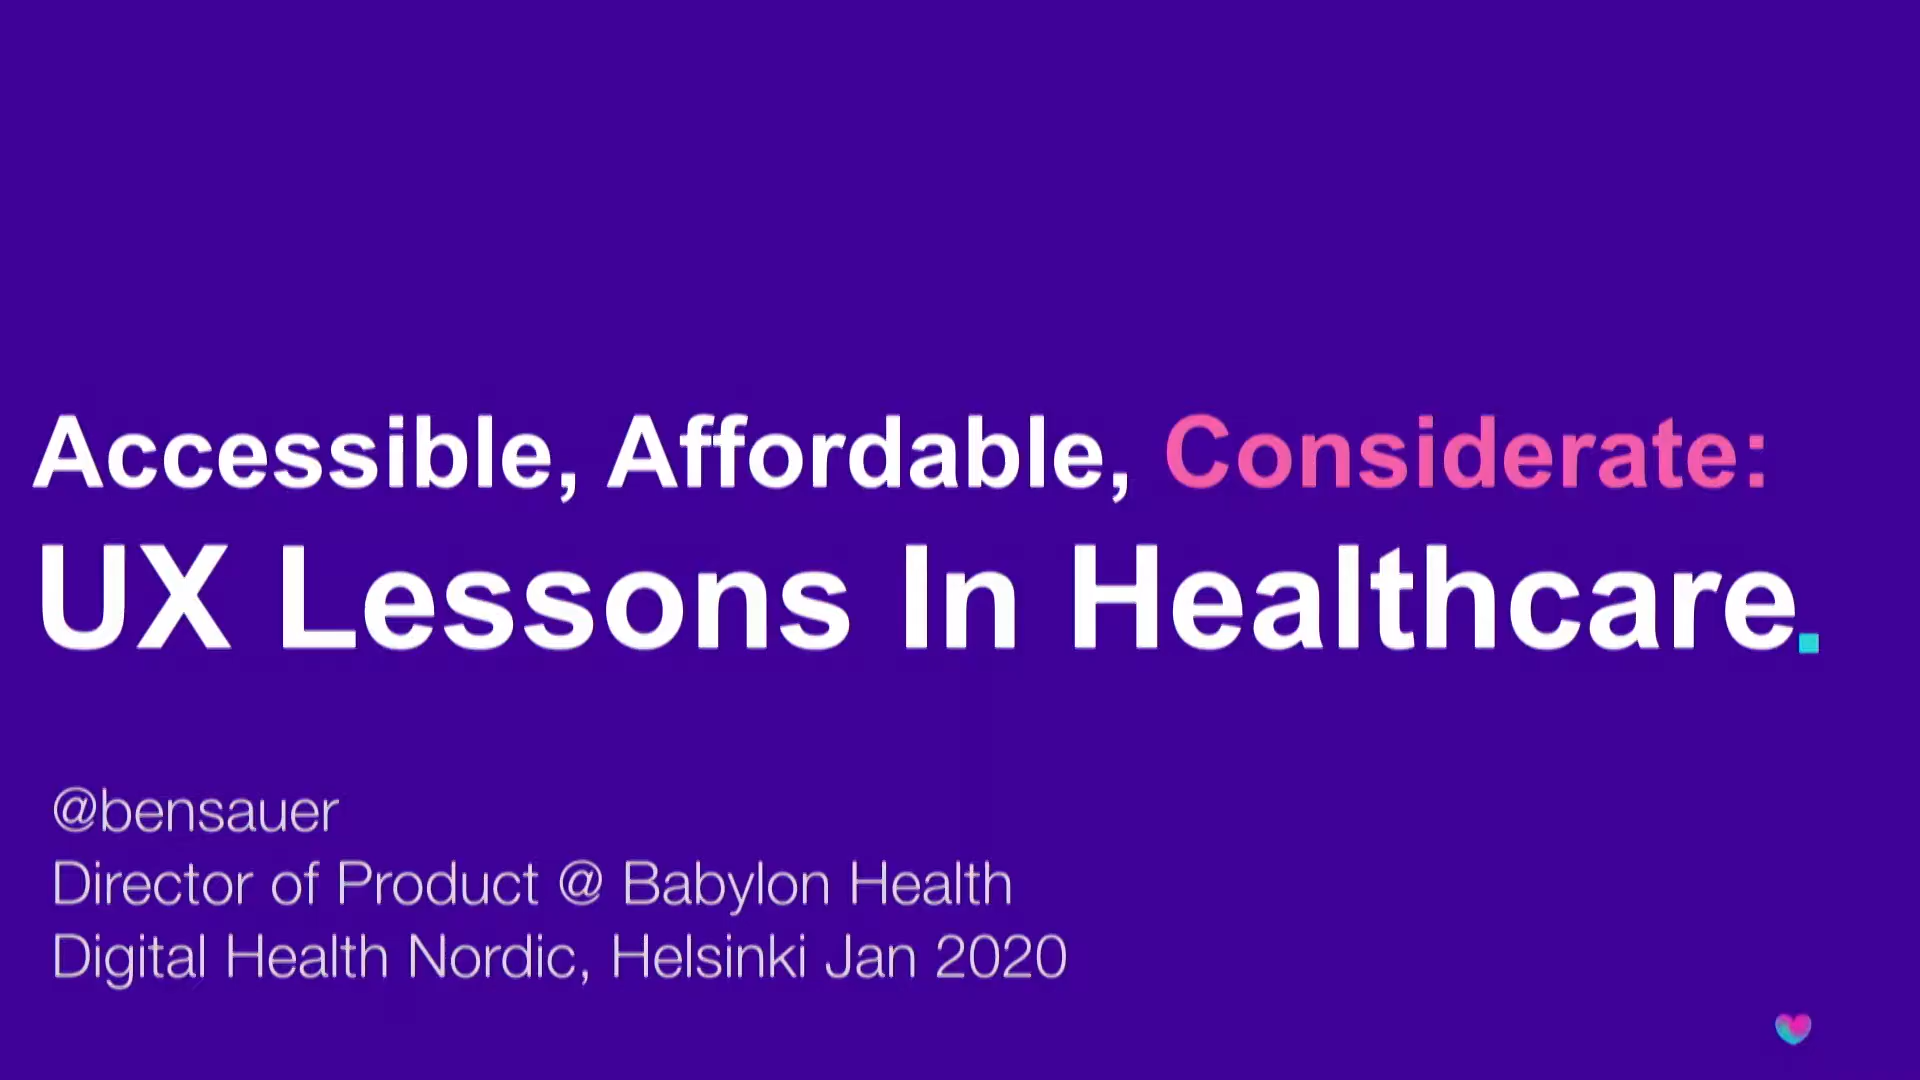 Accessible, Affordable, Considerate:
UX Lessons In Healthcare.
@bensauer
Director of Product @ Babylon Health
Digital Health Nordic, Helsinki Jan 2020